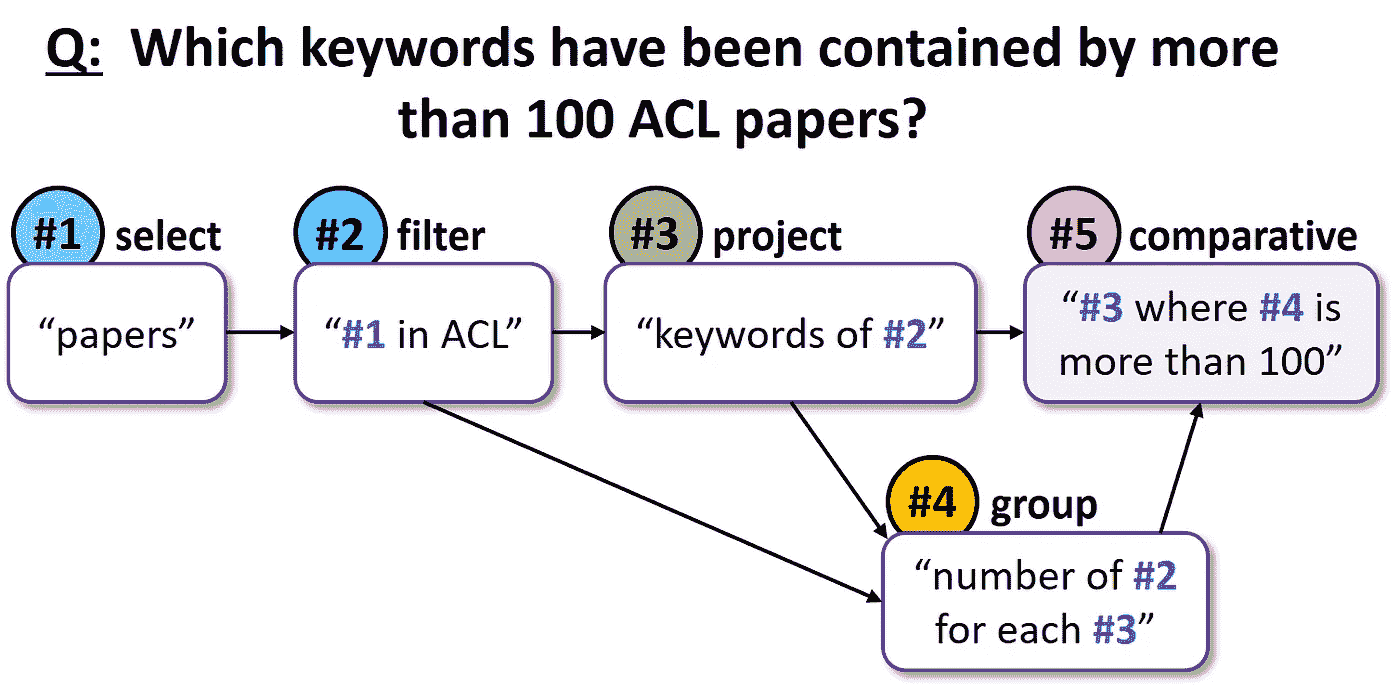 Q: Which keywords have been contained by more
than 100 ACL papers?
#1 select
“papers”
#2 filter
“#1 in ACL”
#3 project
“keywords of #2”
#5 comparative
“#3 where #4 is
more than 100”
#4 group
“number of #2
for each #3”